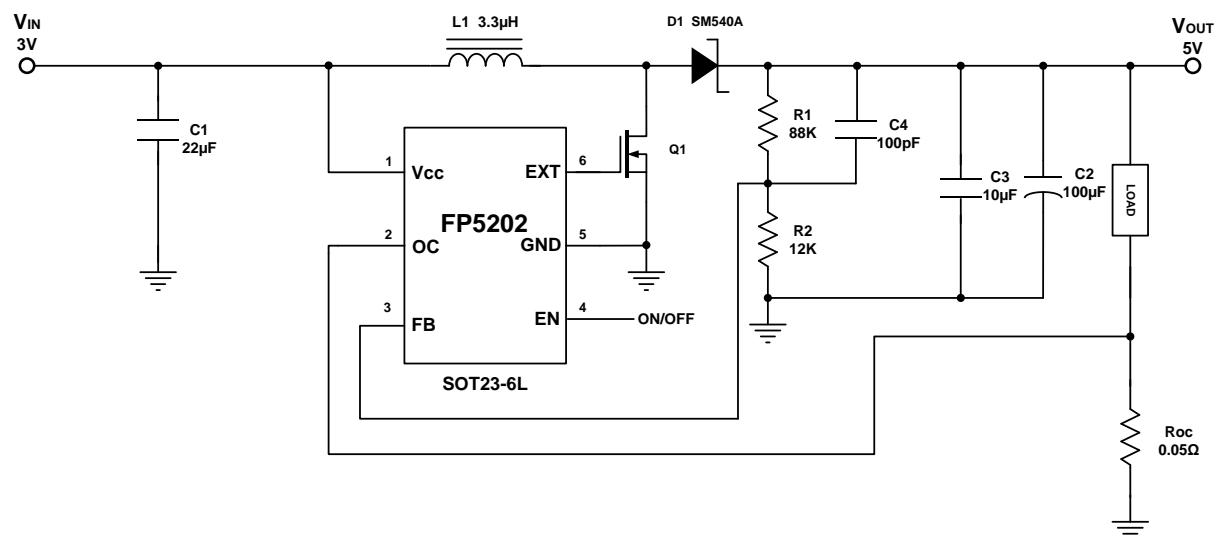 VIN
3V
L1 3.3µH
D1 SM540A
VOUT
5V
C1
22µF
R1
88K
C4
100pF
Q1
1
Vcc
EXT
6
FP5202
2
OC
GND
5
3
FB
EN
4
ON/OFF
SOT23-6L
R2
12K
C3
10µF
C2
100µF
LOAD
Roc
0.05Ω